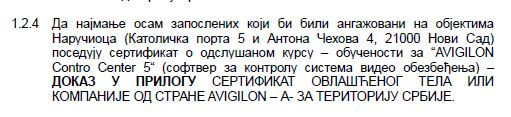 1.2.4 Да најмање осам запослених који би били ангажовани на објектима
Наручиоца (Католичка порта 5 и Антона Чехова 4, 21000 Нови Сад)
поседују сертификат о одслушаном курсу – обучености за “AVIGILON
Contro Center 5“ (софтвер за контролу система видео обезбеђења) –
ДОКАЗ У ПРИЛОГУ СЕРТИФИКАТ ОВЛАШЋЕНОГ ТЕЛА ИЛИ
КОМПАНИЈЕ ОД СТРАНЕ AVIGILON – А- ЗА ТЕРИТОРИЈУ СРБИЈЕ.